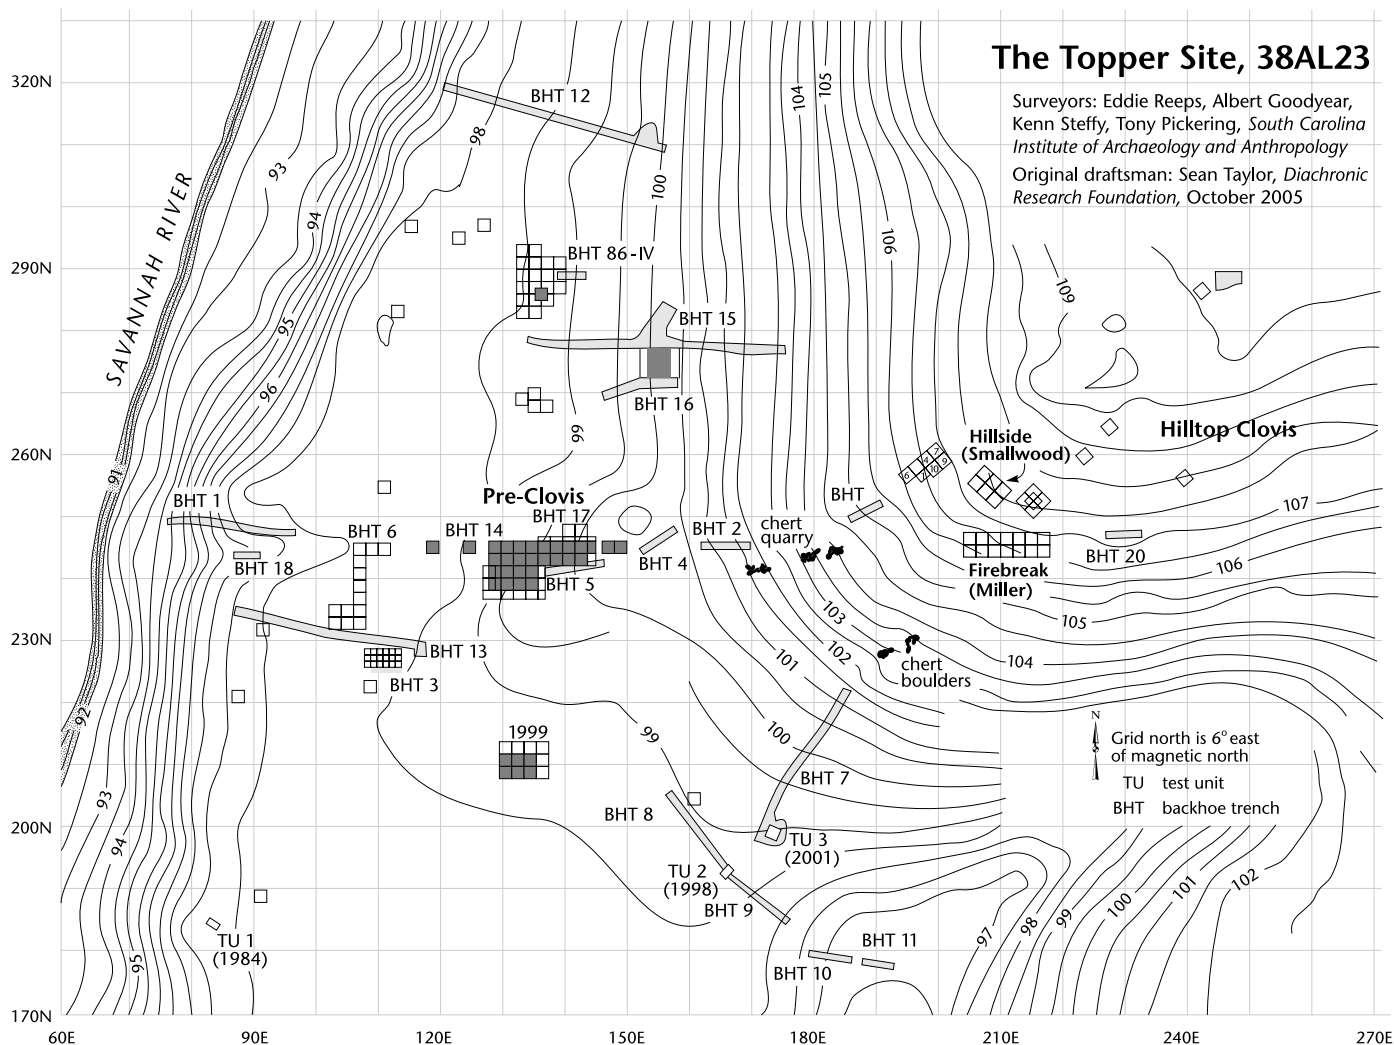 The Topper Site, 38AL23
Surveyors: Eddie Reeps, Albert Goodyear,
Kenn Steffy, Tony Pickering, South Carolina
Institute of Archaeology and Anthropology
Original draftsman: Sean Taylor, Diachronic
Research Foundation, October 2005
320N
290N
260N
230N
200N
170N
SAVANNAH RIVER
BHT 12
104
105
98
93
100
94
106
BHT 86-IV
109
95
BHT 15
96
BHT 16
99
Hilltop Clovis
Hillside
(Smallwood)
7
4
9
6
10
91
Pre-Clovis
BHT 1
BHT 17
BHT
107
BHT 6
BHT 14
BHT 2
chert
quarry
BHT 18
BHT 5
BHT 4
BHT 20
Firebreak
(Miller)
106
103
105
BHT 13
101
102
104
BHT 3
chert
boulders
92
1999
99
100
N
Grid north is 6° east
of magnetic north
TU test unit
BHT backhoe trench
BHT 7
93
BHT 8
94
TU 3
(2001)
TU 2
(1998)
BHT 9
97
98
99
100
101
102
TU 1
(1984)
95
BHT 11
BHT 10
60E
90E
120E
150E
180E
210E
240E
270E